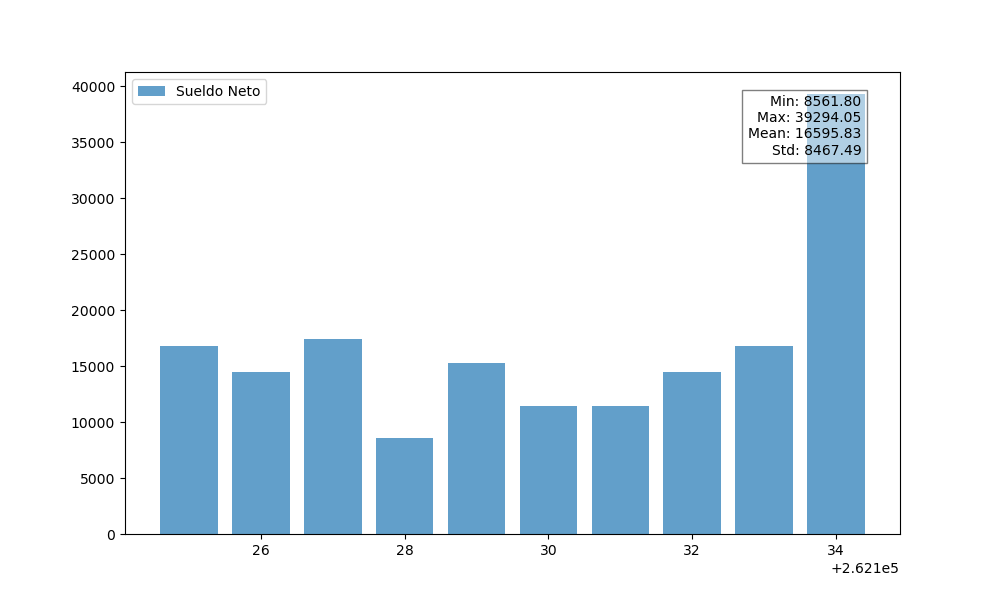 Sueldo Neto
Min: 8561.80
Max: 39294.05
Mean: 16595.83
Std: 8467.49
40000
35000
30000
25000
20000
15000
10000
5000
0
26 28 30 32 34
+2.621e5